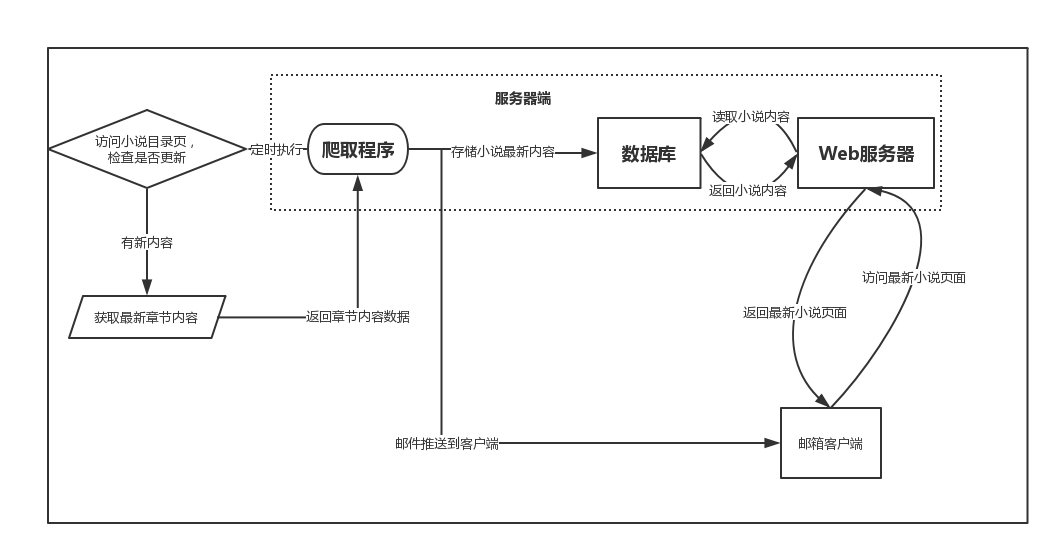 服务器端
访问小说目录页，
检查是否更新
定时执行
爬取程序
存储小说最新内容
数据库
读取小说内容
返回小说内容
Web服务器
有新内容
获取最新章节内容
返回章节内容数据
访问最新小说页面
返回最新小说页面
邮件推送到客户端
邮箱客户端